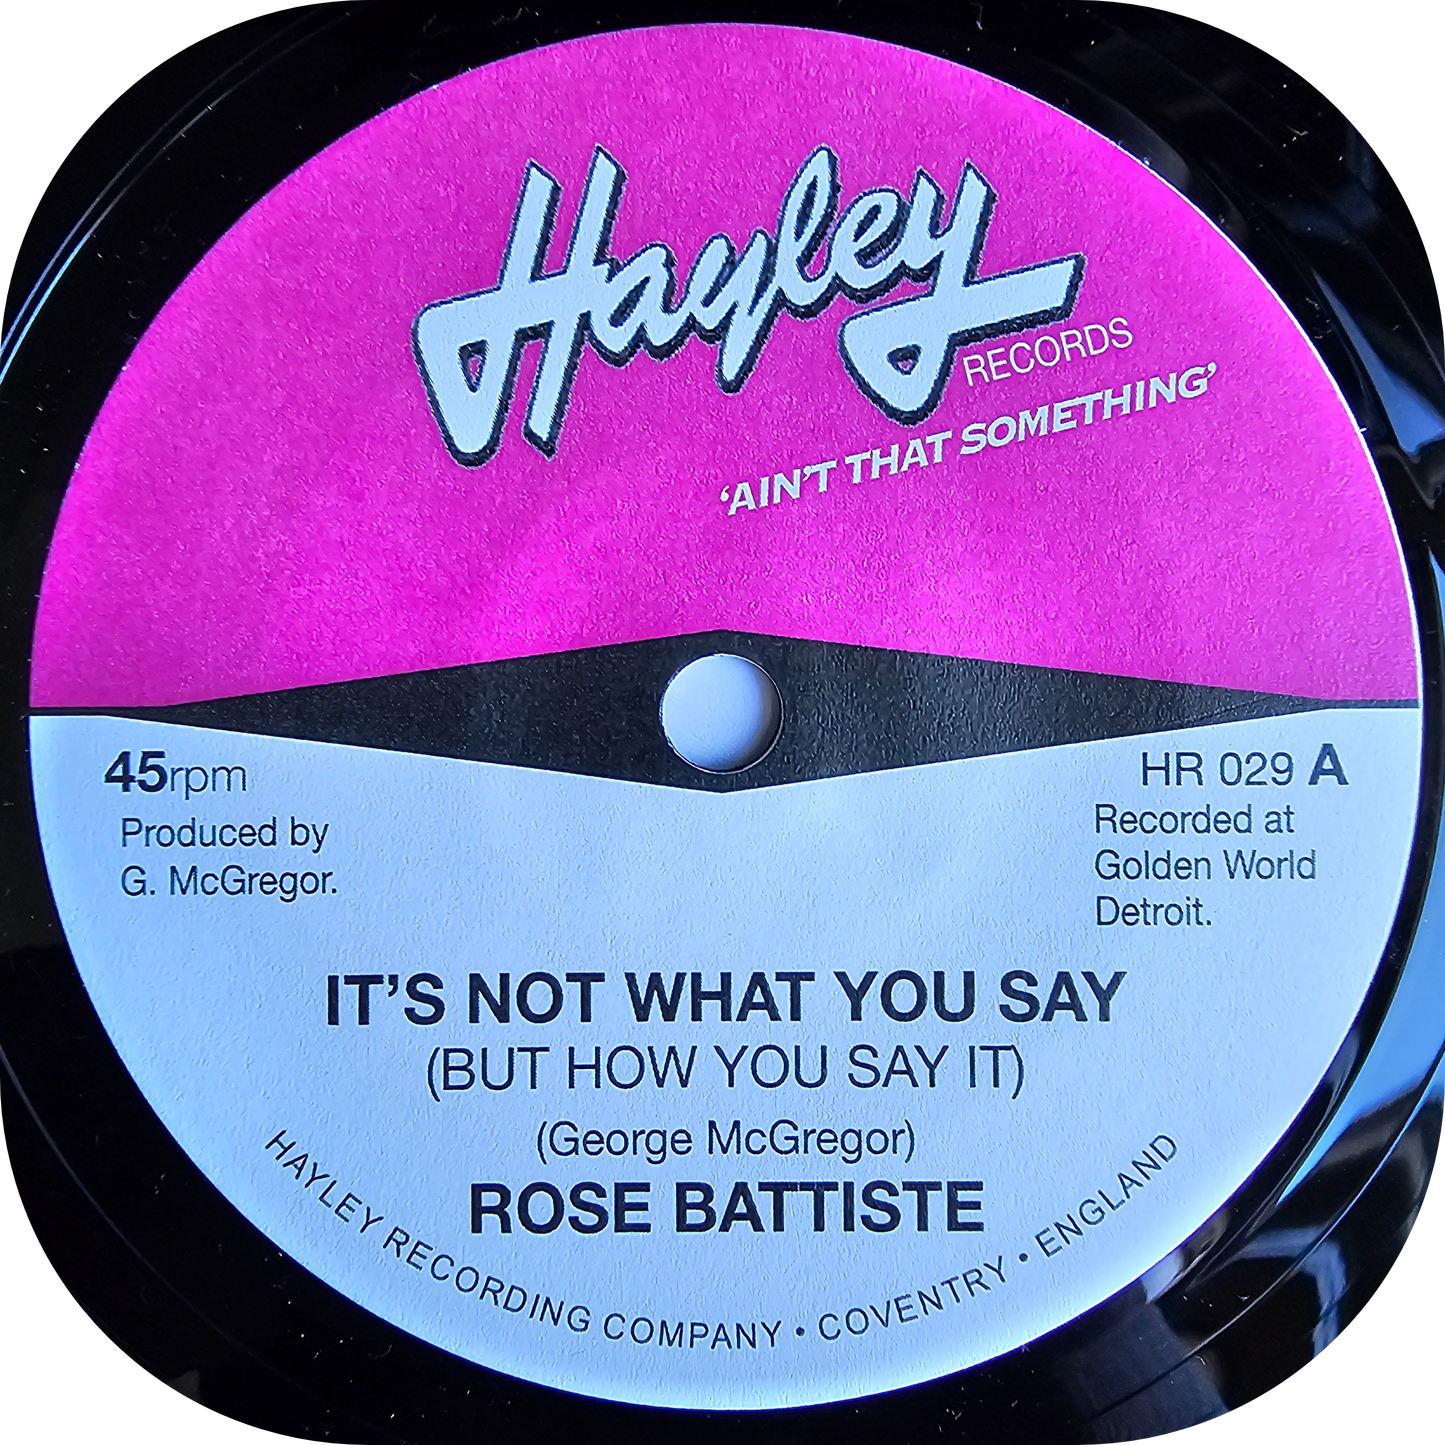 Hayley
RECORDS
‘AIN’T THAT SOMETHING’
45rpm
Produced by
G. McGregor.
HR 029 A
Recorded at
Golden World
Detroit.
IT’S NOT WHAT YOU SAY
(BUT HOW YOU SAY IT)
(George McGregor)
ROSE BATTISTE
HAYLEY RECORDING COMPANY • COVENTRY • ENGLAND